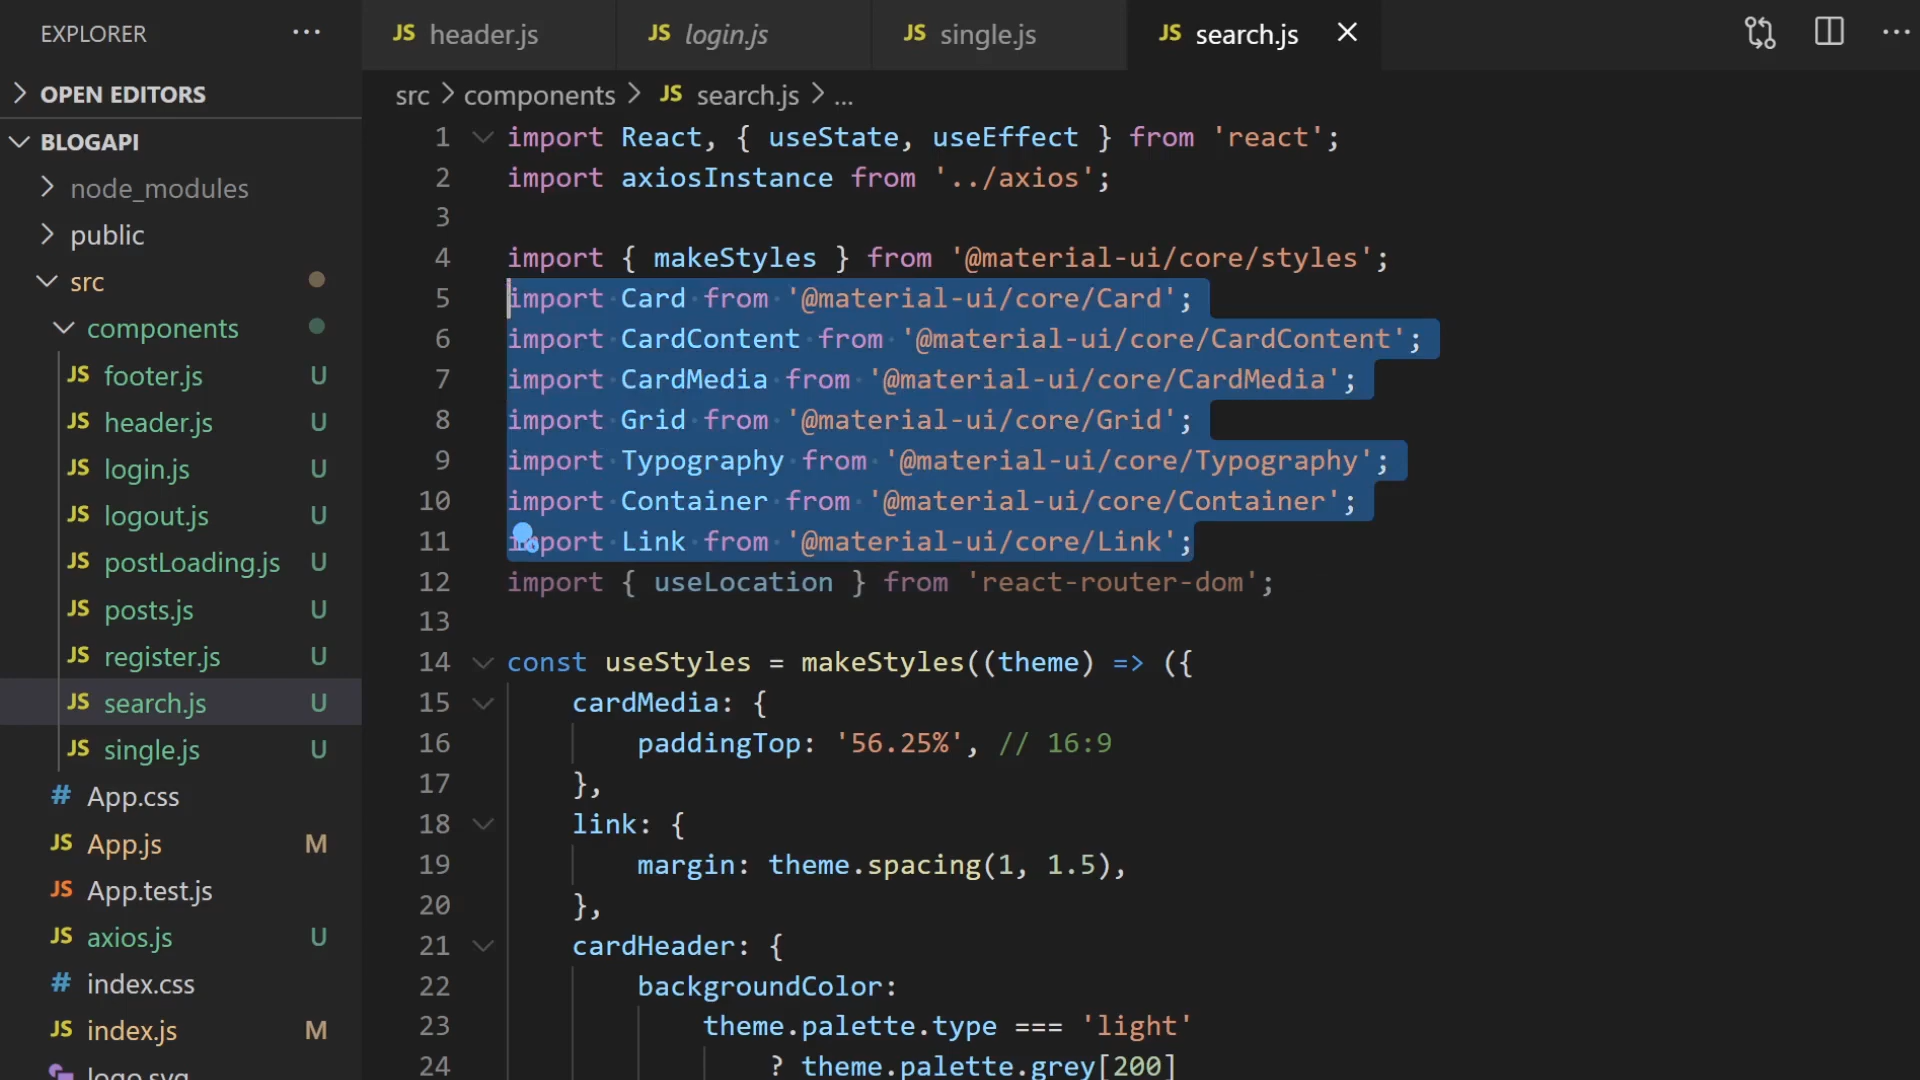 EXPLORER
OPEN EDITORS
BLOGAPI
node_modules
public
src
components
JS footer.js U
JS header.js U
JS login.js U
JS logout.js U
JS postLoading.js U
JS posts.js U
JS register.js U
JS search.js U
JS single.js U
# App.css
JS App.js M
JS App.test.js
JS axios.js U
# index.css
JS index.js M
logo.svg
JS header.js
JS login.js
JS single.js
JS search.js
src > components > JS search.js > ...
1 import React, { useState, useEffect } from 'react';
2 import axiosInstance from '../axios';
3
4 import { makeStyles } from '@material-ui/core/styles';
5 import Card from '@material-ui/core/Card';
6 import CardContent from '@material-ui/core/CardContent';
7 import CardMedia from '@material-ui/core/CardMedia';
8 import Grid from '@material-ui/core/Grid';
9 import Typography from '@material-ui/core/Typography';
10 import Container from '@material-ui/core/Container';
11 import Link from '@material-ui/core/Link';
12 import { useLocation } from 'react-router-dom';
13
14 const useStyles = makeStyles((theme) => ({
15 cardMedia: {
16 paddingTop: '56.25%', // 16:9
17 },
18 link: {
19 margin: theme.spacing(1, 1.5),
20 },
21 cardHeader: {
22 backgroundColor:
23 theme.palette.type === 'light'
24 ? theme.palette.grey[200]